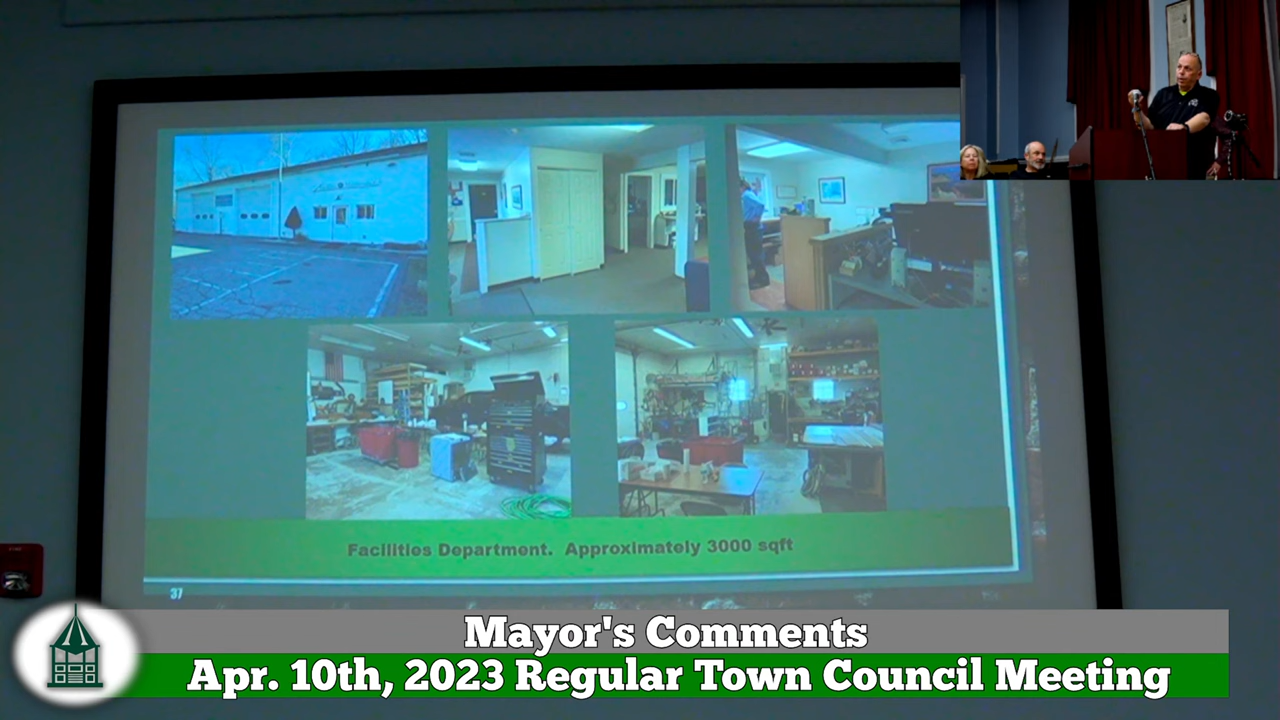 Facilities Department. Approximately 3000 sqft
37
Mayor's Comments
Apr. 10th, 2023 Regular Town Council Meeting